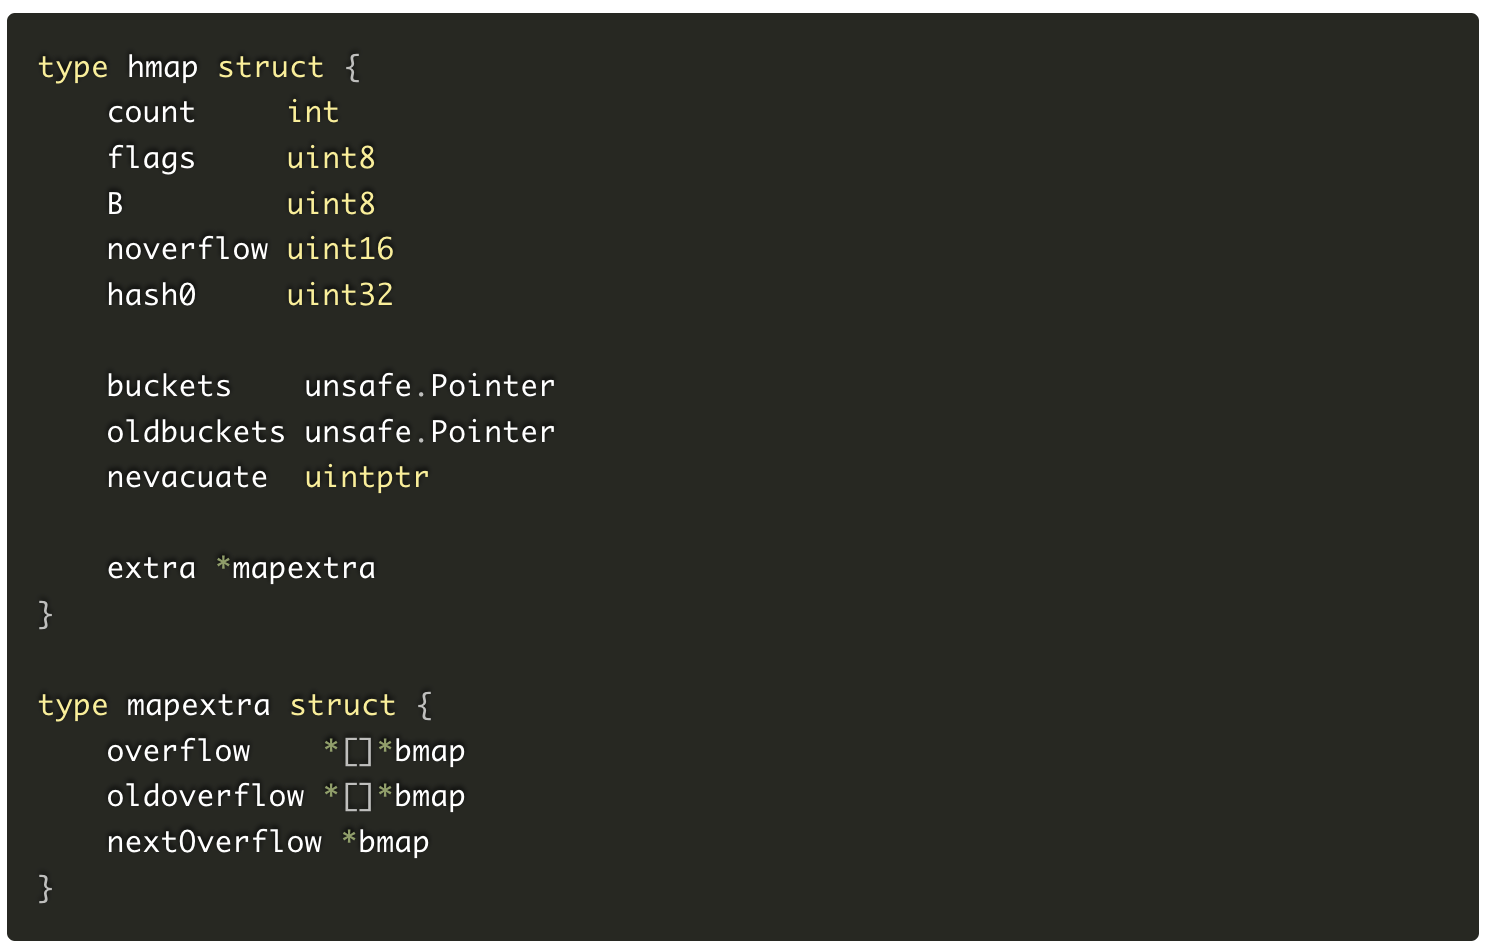 type hmap struct {
    count     int
    flags     uint8
    B         uint8
    noverflow uint16
    hash0     uint32

    buckets    unsafe.Pointer
    oldbuckets unsafe.Pointer
    nevacuate  uintptr

    extra *mapextra
}

type mapextra struct {
    overflow    *[]*bmap
    oldoverflow *[]*bmap
    nextOverflow *bmap
}